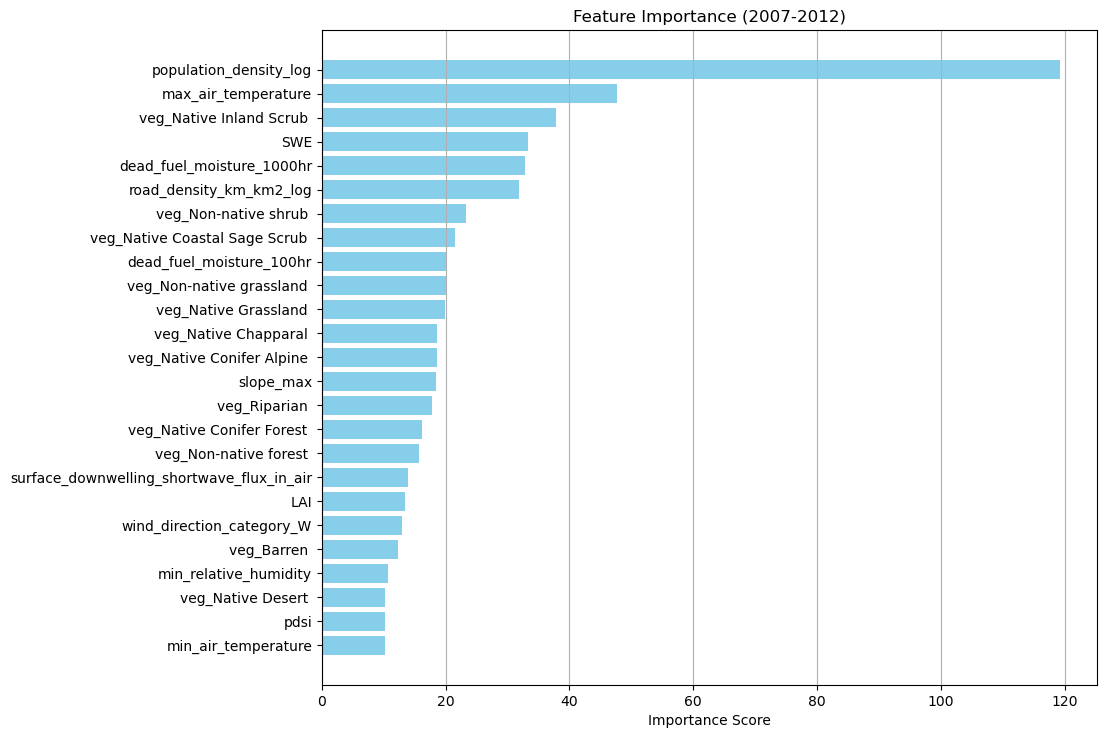 Feature Importance (2007-2012)
population_density_log
max_air_temperature
veg_Native Inland Scrub
SWE
dead_fuel_moisture_1000hr
road_density_km_km2_log
veg_Non-native shrub
veg_Native Coastal Sage Scrub
dead_fuel_moisture_100hr
veg_Non-native grassland
veg_Native Grassland
veg_Native Chapparal
veg_Native Conifer Alpine
slope_max
veg_Riparian
veg_Native Conifer Forest
veg_Non-native forest
surface_downwelling_shortwave_flux_in_air
LAI
wind_direction_category_W
veg_Barren
min_relative_humidity
veg_Native Desert
pdsi
min_air_temperature
0 20 40 60 80 100 120
Importance Score